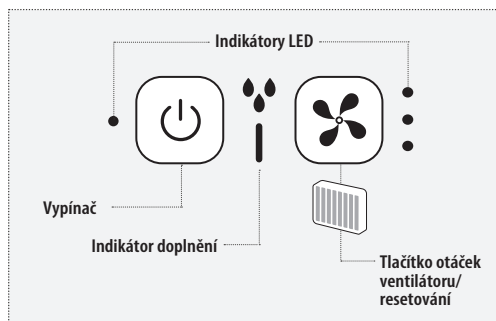 Indikátory LED
Vypínač
Indikátor doplnění
Tlačítko otáček
ventilátoru/
resetování